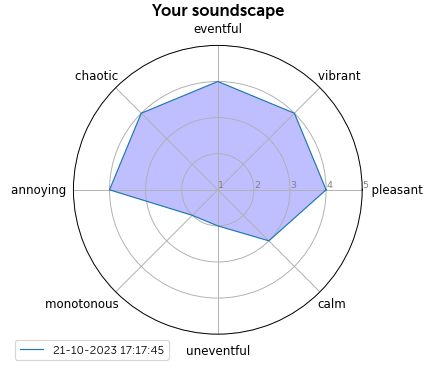 Your soundscape
eventful
chaotic
vibrant
annoying
1
2
3
4
5
pleasant
monotonous
calm
21-10-2023 17:17:45
uneventful